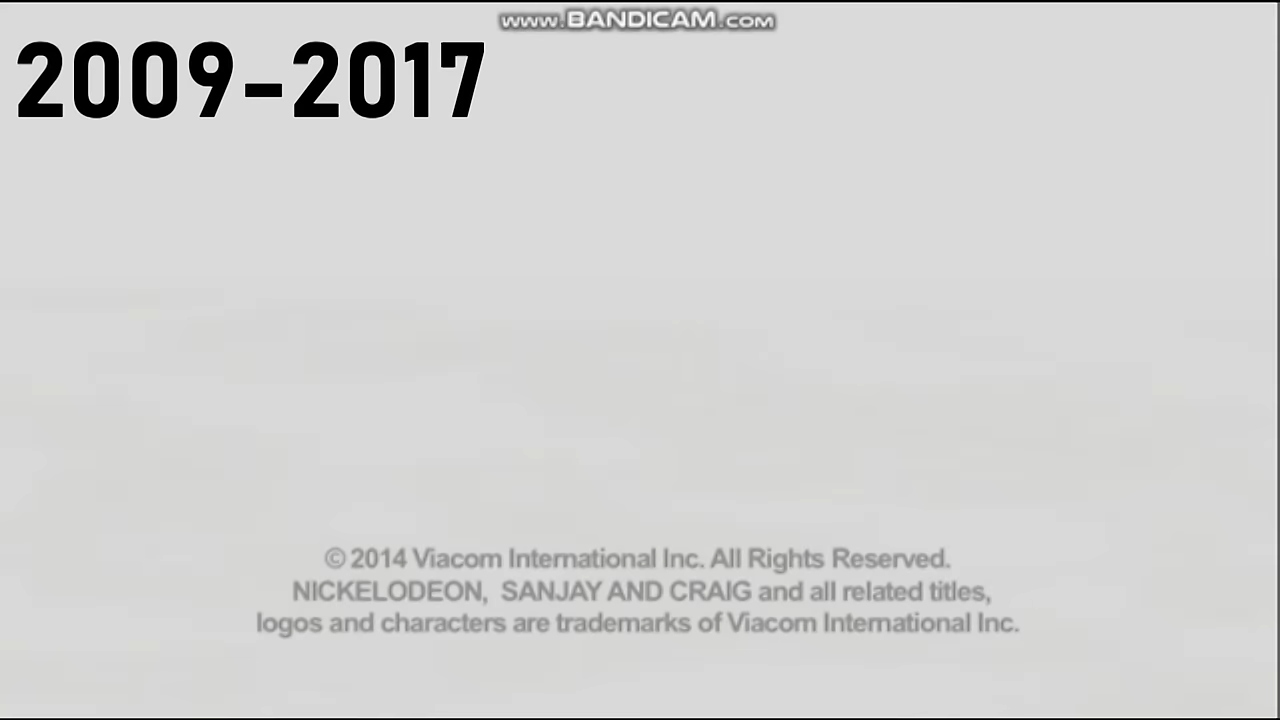 www.BANDICAM.com
2009-2017
© 2014 Viacom International Inc. All Rights Reserved.
NICKELODEON, SANJAY AND CRAIG and all related titles,
logos and characters are trademarks of Viacom International Inc.